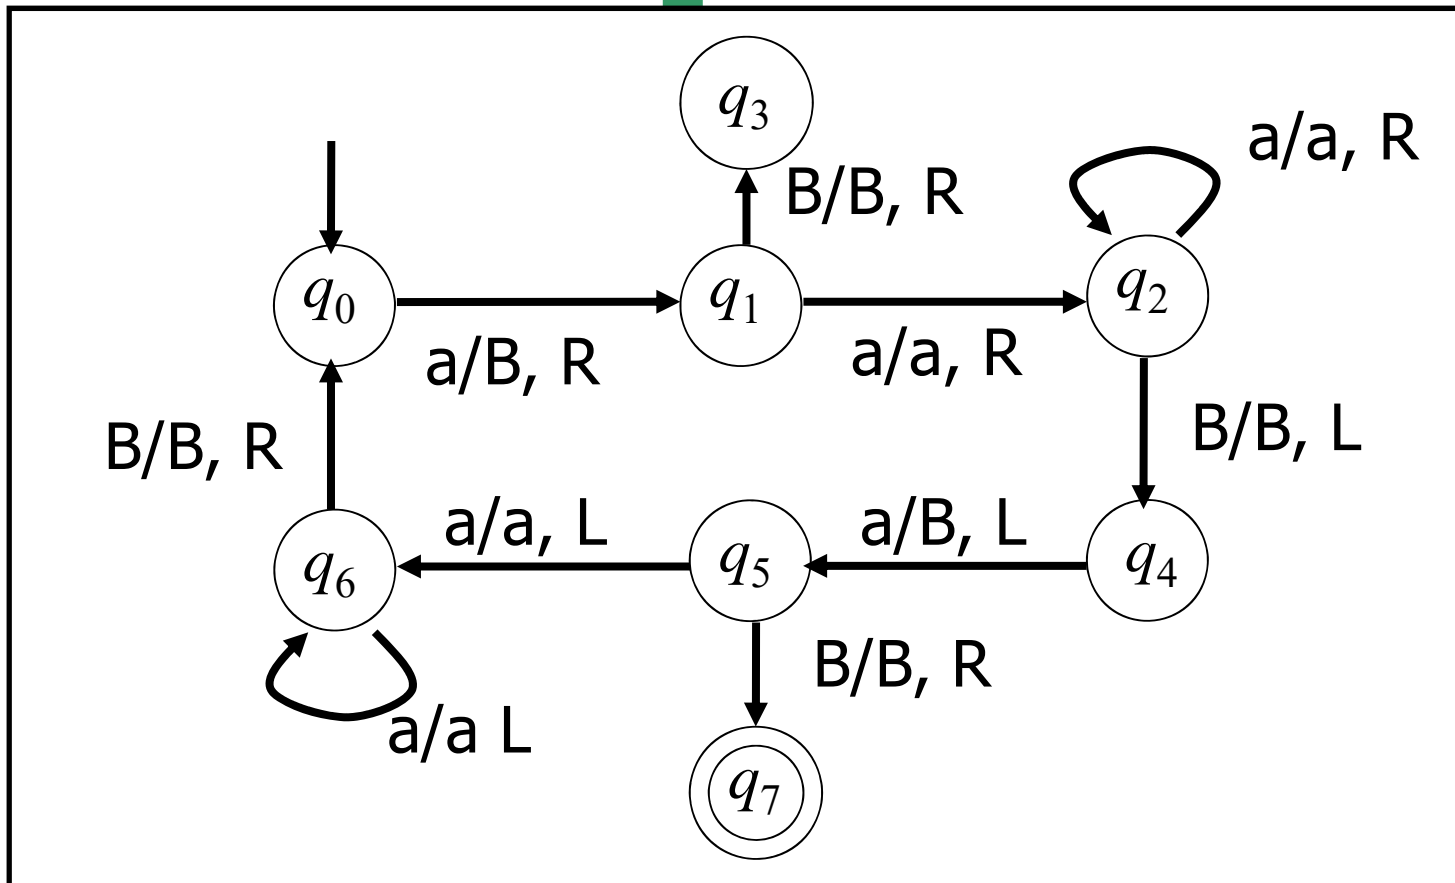 q3
a/a, R
B/B, R
q0
q1
q2
a/B, R
a/a, R
B/B, R
B/B, L
a/a, L
a/B, L
q6
q5
q4
B/B, R
a/a L
q7